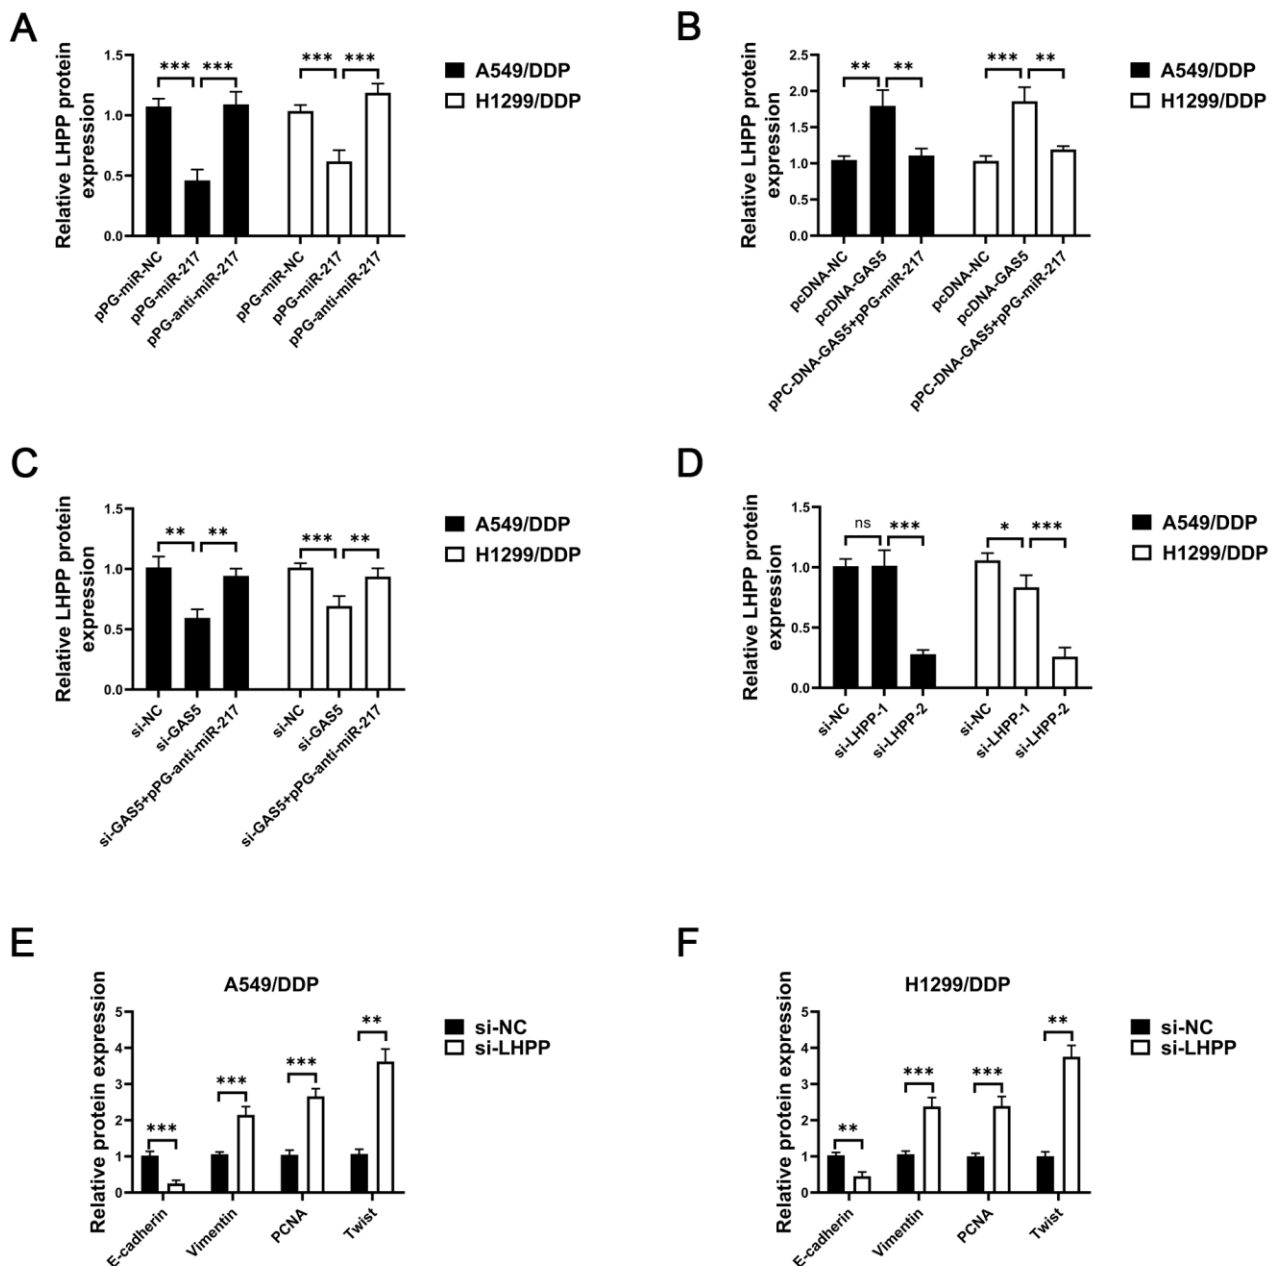 A
Relative LHPP protein
expression
1.5
1.0
0.5
0.0
*** *** *** ***
pPG-miR-NC
pPG-miR-217
pPG-anti-miR-217
pPG-miR-NC
pPG-miR-217
pPG-anti-miR-217
A549/DDP
H1299/DDP
B
Relative LHPP protein
expression
2.5
2.0
1.5
1.0
0.5
0.0
** ** *** **
pcDNA-NC
pcDNA-GAS5
pPC-DNA-GAS5+pPG-miR-217
pcDNA-NC
pcDNA-GAS5
pPC-DNA-GAS5+pPG-miR-217
A549/DDP
H1299/DDP
C
Relative LHPP protein
expression
1.5
1.0
0.5
0.0
** ** *** **
si-NC
si-GAS5
si-GAS5+pPG-anti-miR-217
si-NC
si-GAS5
si-GAS5+pPG-anti-miR-217
A549/DDP
H1299/DDP
D
Relative LHPP protein
expression
1.5
1.0
0.5
0.0
ns *** * ***
si-NC
si-LHPP-1
si-LHPP-2
si-NC
si-LHPP-1
si-LHPP-2
A549/DDP
H1299/DDP
E
A549/DDP
Relative protein expression
5
4
3
2
1
0
*** *** *** **
E-cadherin
Vimentin
PCNA
Twist
si-NC
si-LHPP
F
H1299/DDP
Relative protein expression
5
4
3
2
1
0
** *** *** **
E-cadherin
Vimentin
PCNA
Twist
si-NC
si-LHPP